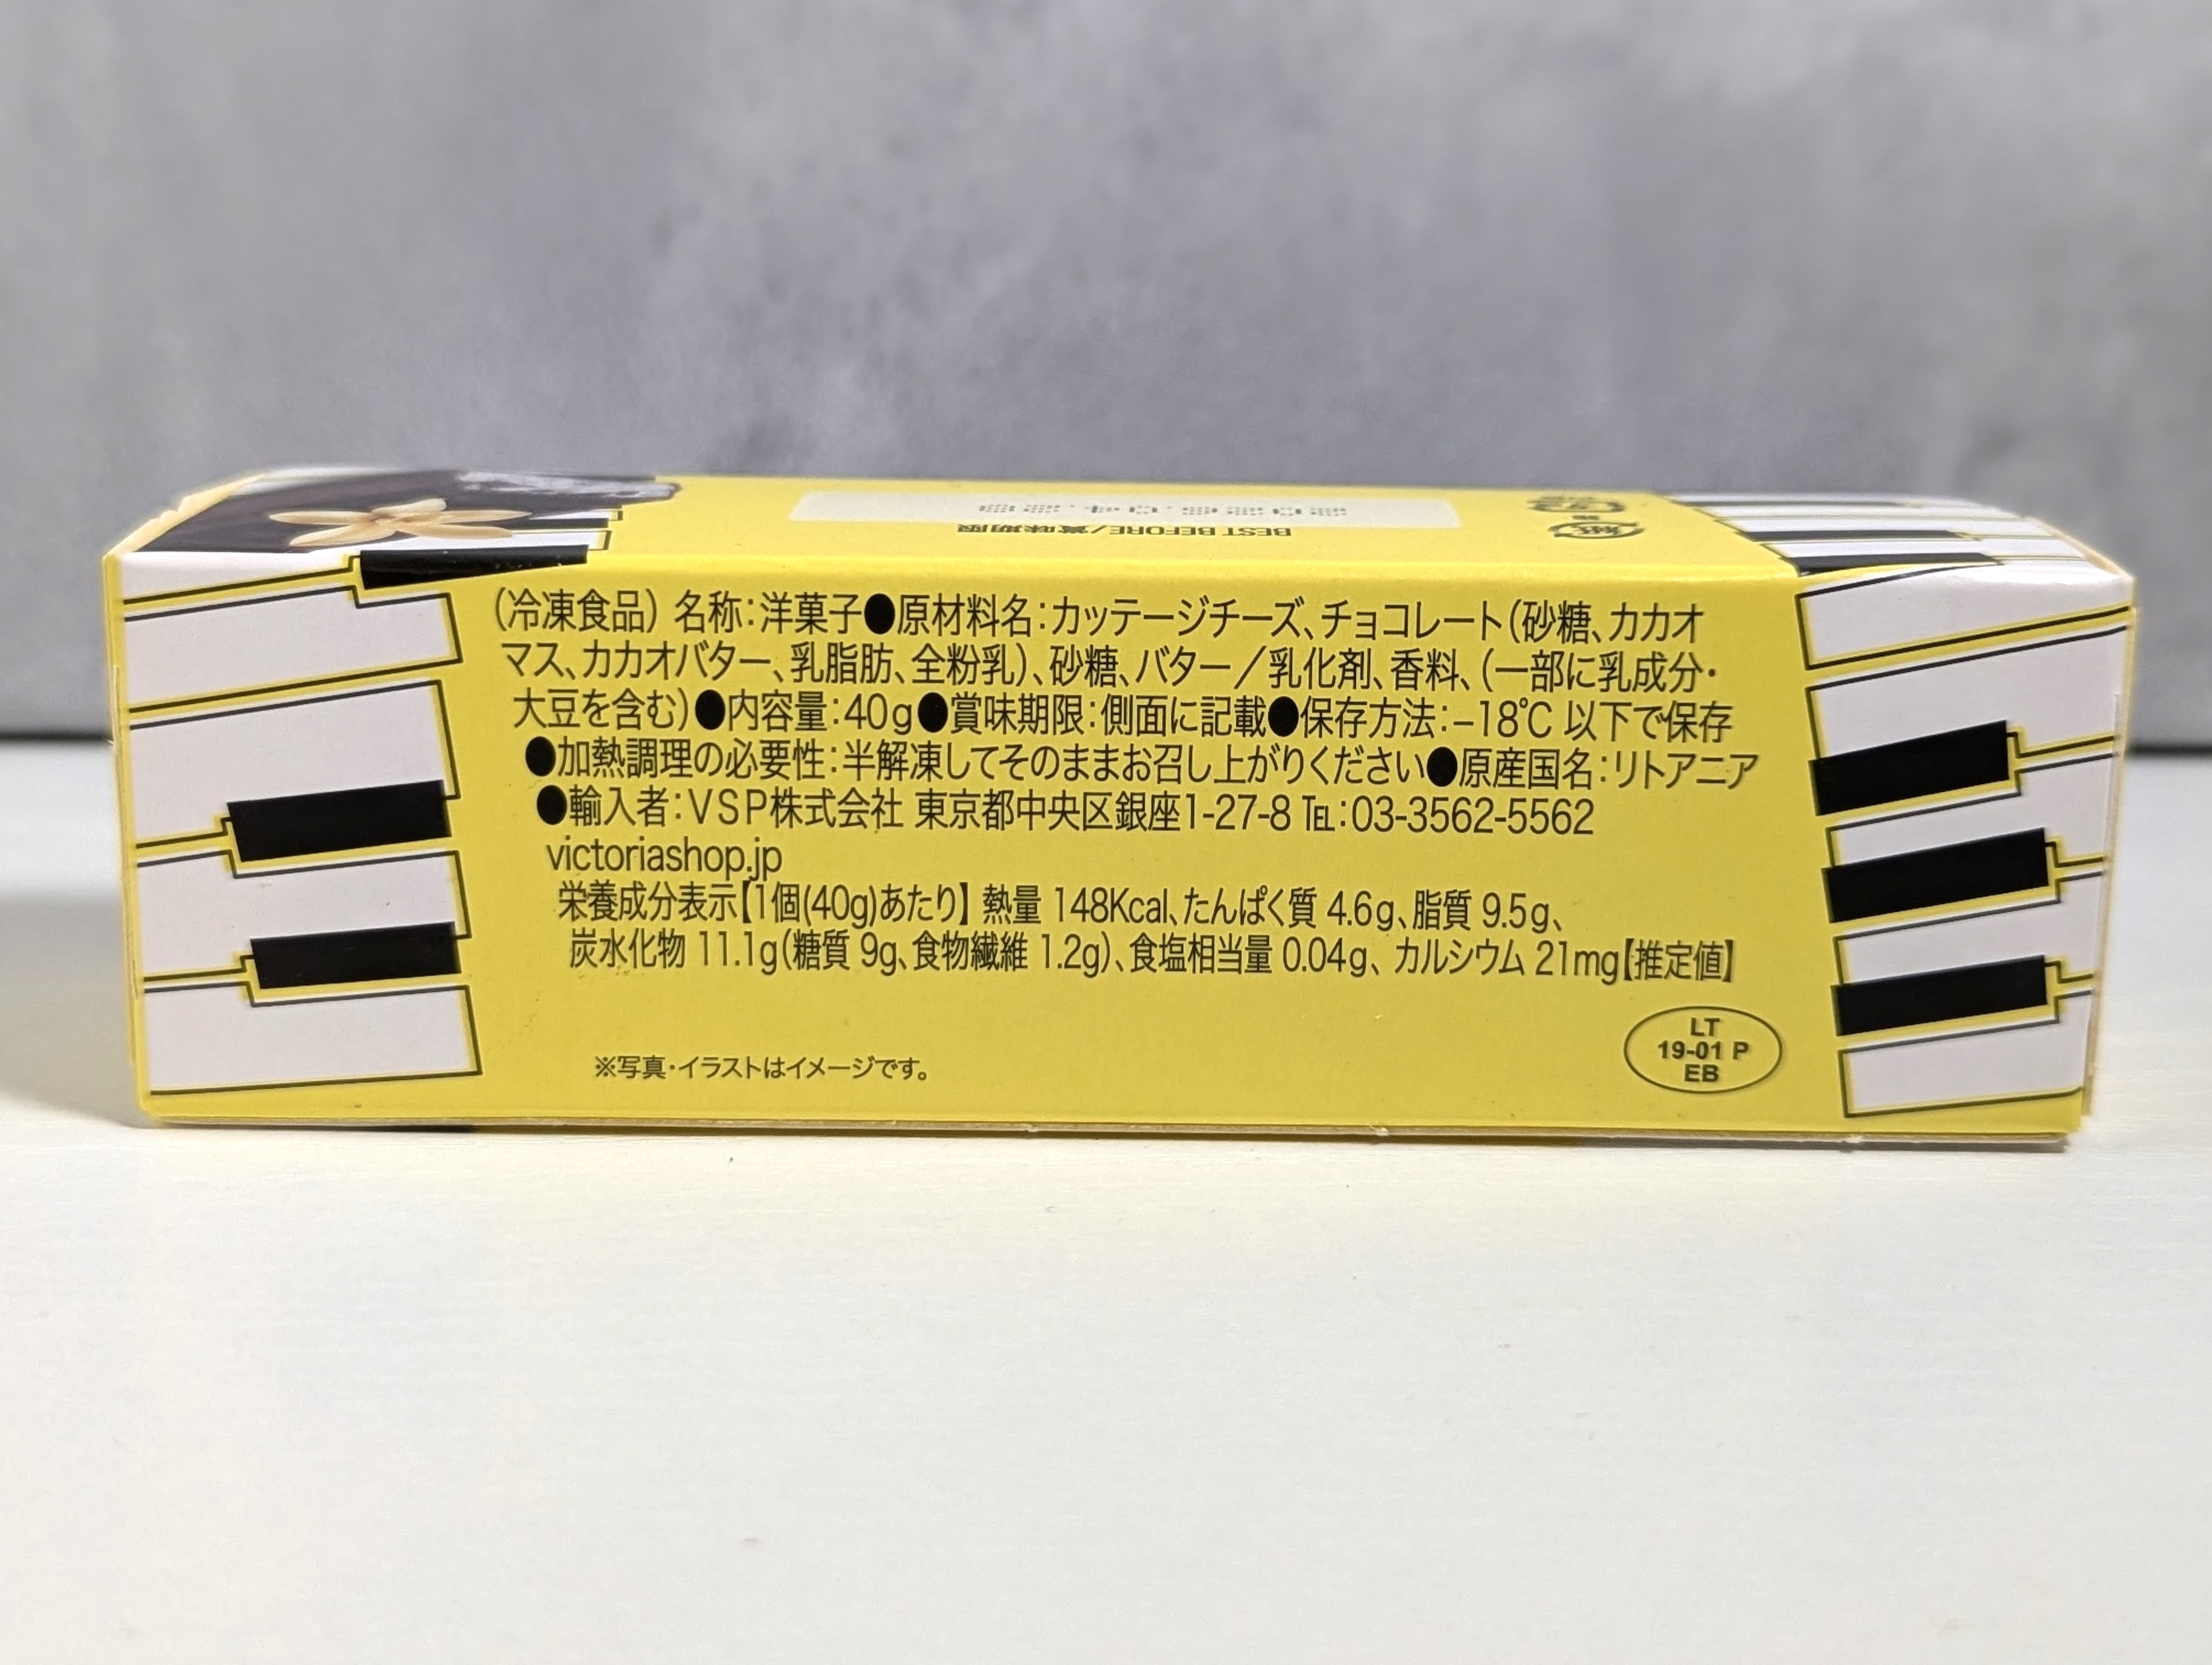 BEST BEFORE/賞味期限
紙
(冷凍食品) 名称:洋菓子●原材料名:カッテージチーズ、チョコレート(砂糖、カカオ
マス、カカオバター、乳脂肪、全粉乳)、砂糖、バター／乳化剤、香料、(一部に乳成分・
大豆を含む)●内容量:40g●賞味期限:側面に記載●保存方法:−18℃ 以下で保存
●加熱調理の必要性:半解凍してそのままお召し上がりください●原産国名:リトアニア
●輸入者:VSP株式会社 東京都中央区銀座1-27-8 ℡:03-3562-5562
victoriashop.jp
栄養成分表示【1個(40g)あたり】 熱量 148Kcal、たんぱく質 4.6g、脂質 9.5g、
炭水化物 11.1g(糖質 9g、食物繊維 1.2g)、食塩相当量 0.04g、カルシウム 21mg【推定値】
※写真・イラストはイメージです。
LT
19-01 P
EB